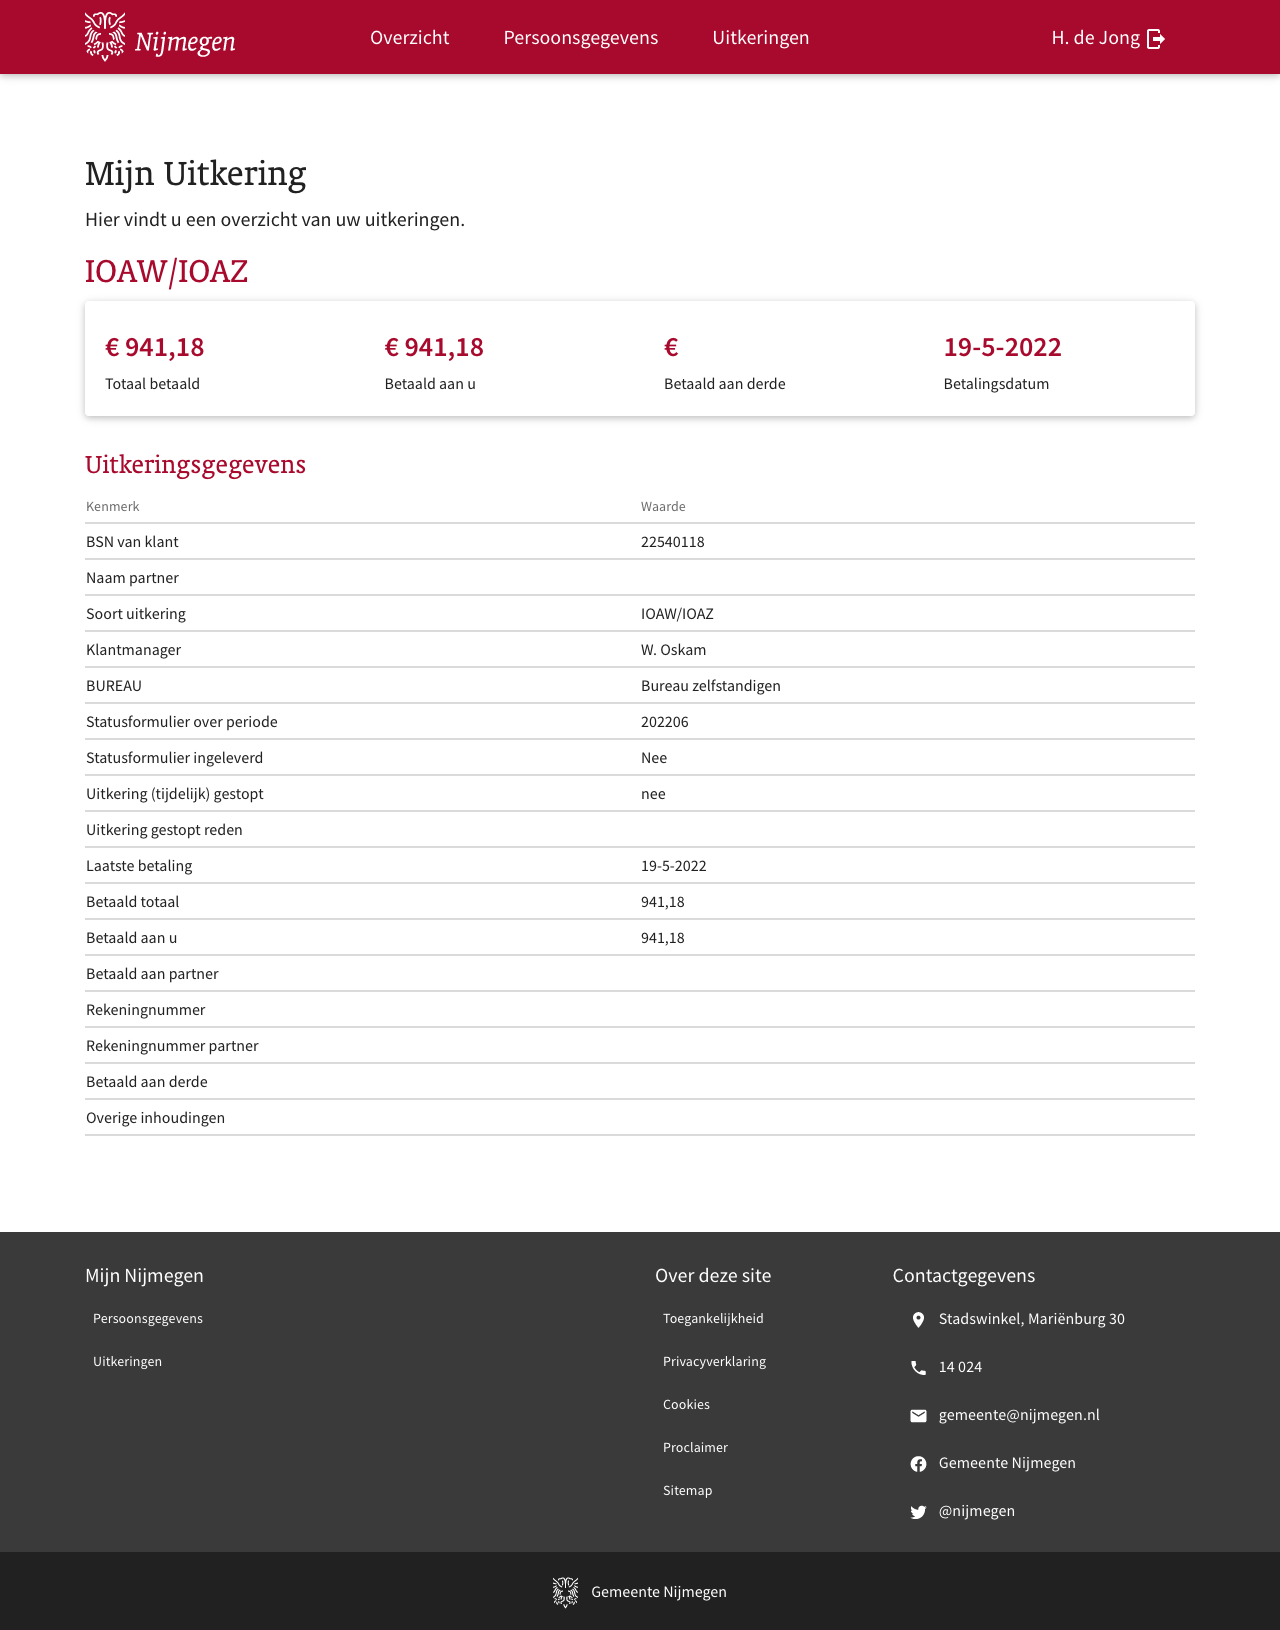 Nijmegen
Overzicht Persoonsgegevens Uitkeringen H. de Jong
Mijn Uitkering
Hier vindt u een overzicht van uw uitkeringen.
IOAW/IOAZ
€ 941,18 € 941,18 € 19-5-2022
Totaal betaald Betaald aan u Betaald aan derde Betalingsdatum
Uitkeringsgegevens
Kenmerk Waarde
BSN van klant 22540118
Naam partner
Soort uitkering IOAW/IOAZ
Klantmanager W. Oskam
BUREAU Bureau zelfstandigen
Statusformulier over periode 202206
Statusformulier ingeleverd Nee
Uitkering (tijdelijk) gestopt nee
Uitkering gestopt reden
Laatste betaling 19-5-2022
Betaald totaal 941,18
Betaald aan u 941,18
Betaald aan partner
Rekeningnummer
Rekeningnummer partner
Betaald aan derde
Overige inhoudingen
Mijn Nijmegen
Persoonsgegevens
Uitkeringen
Over deze site
Toegankelijkheid
Privacyverklaring
Cookies
Proclaimer
Sitemap
Contactgegevens
Stadswinkel, Mariënburg 30
14 024
gemeente@nijmegen.nl
Gemeente Nijmegen
@nijmegen
Gemeente Nijmegen